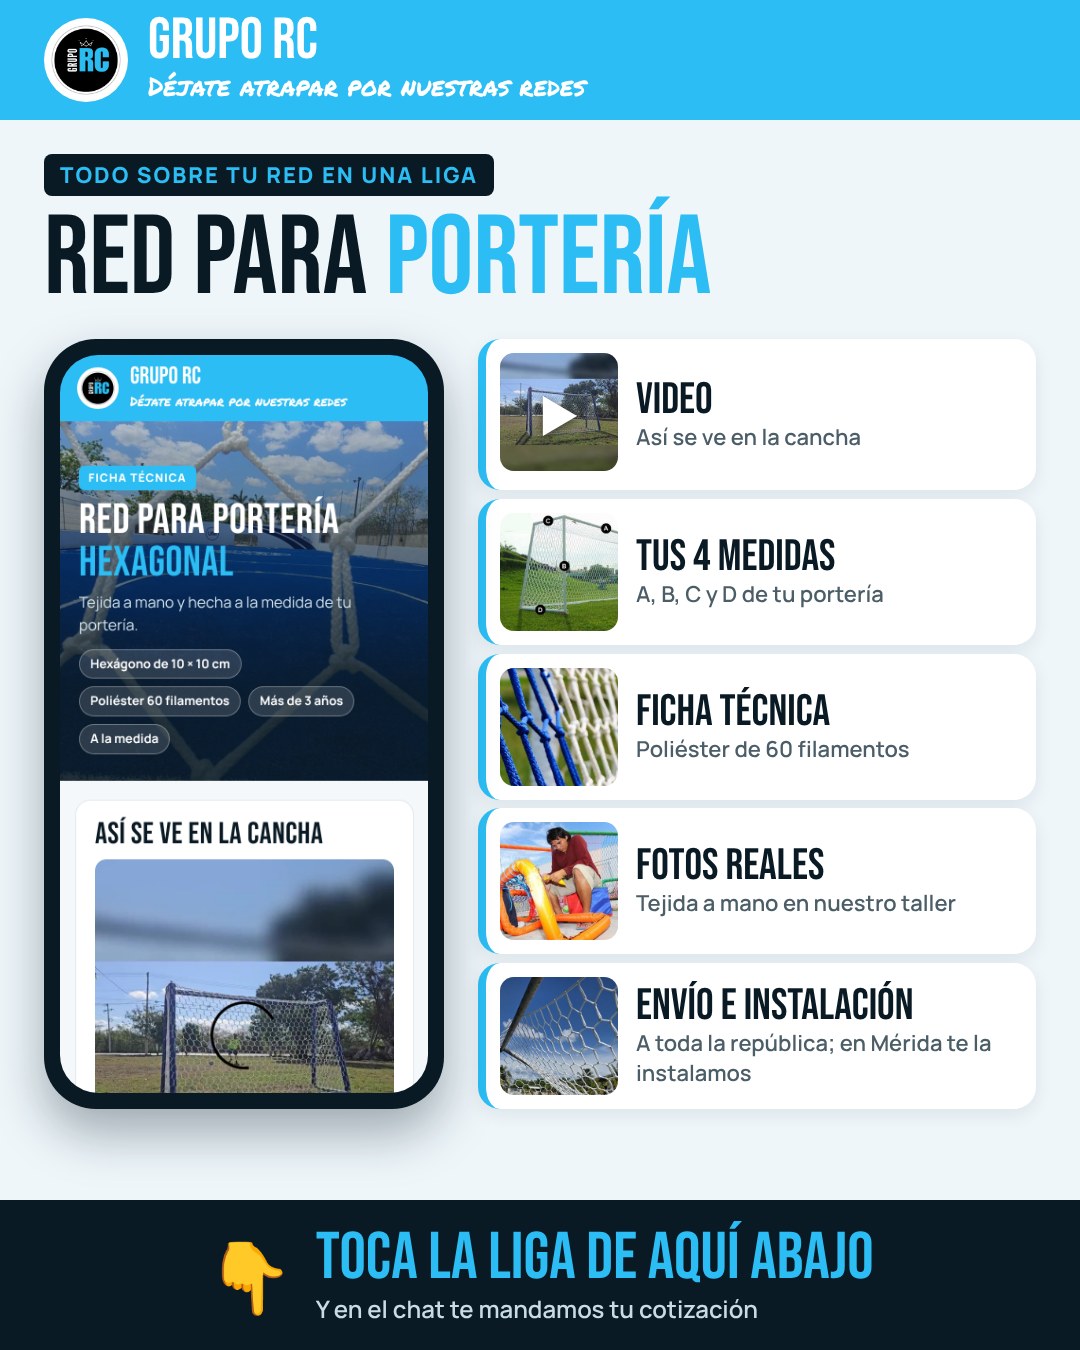 GRUPO RC
GRUPO RC
Déjate atrapar por nuestras redes
TODO SOBRE TU RED EN UNA LIGA
RED PARA PORTERÍA
GRUPO RC
GRUPO RC
Déjate atrapar por nuestras redes
FICHA TÉCNICA
RED PARA PORTERÍA
HEXAGONAL
Tejida a mano y hecha a la medida de tu
portería.
Hexágono de 10 × 10 cm
Poliéster 60 filamentos
Más de 3 años
A la medida
ASÍ SE VE EN LA CANCHA
VIDEO
Así se ve en la cancha
C
A
B
D
TUS 4 MEDIDAS
A, B, C y D de tu portería
FICHA TÉCNICA
Poliéster de 60 filamentos
FOTOS REALES
Tejida a mano en nuestro taller
ENVÍO E INSTALACIÓN
A toda la república; en Mérida te la
instalamos
TOCA LA LIGA DE AQUÍ ABAJO
Y en el chat te mandamos tu cotización